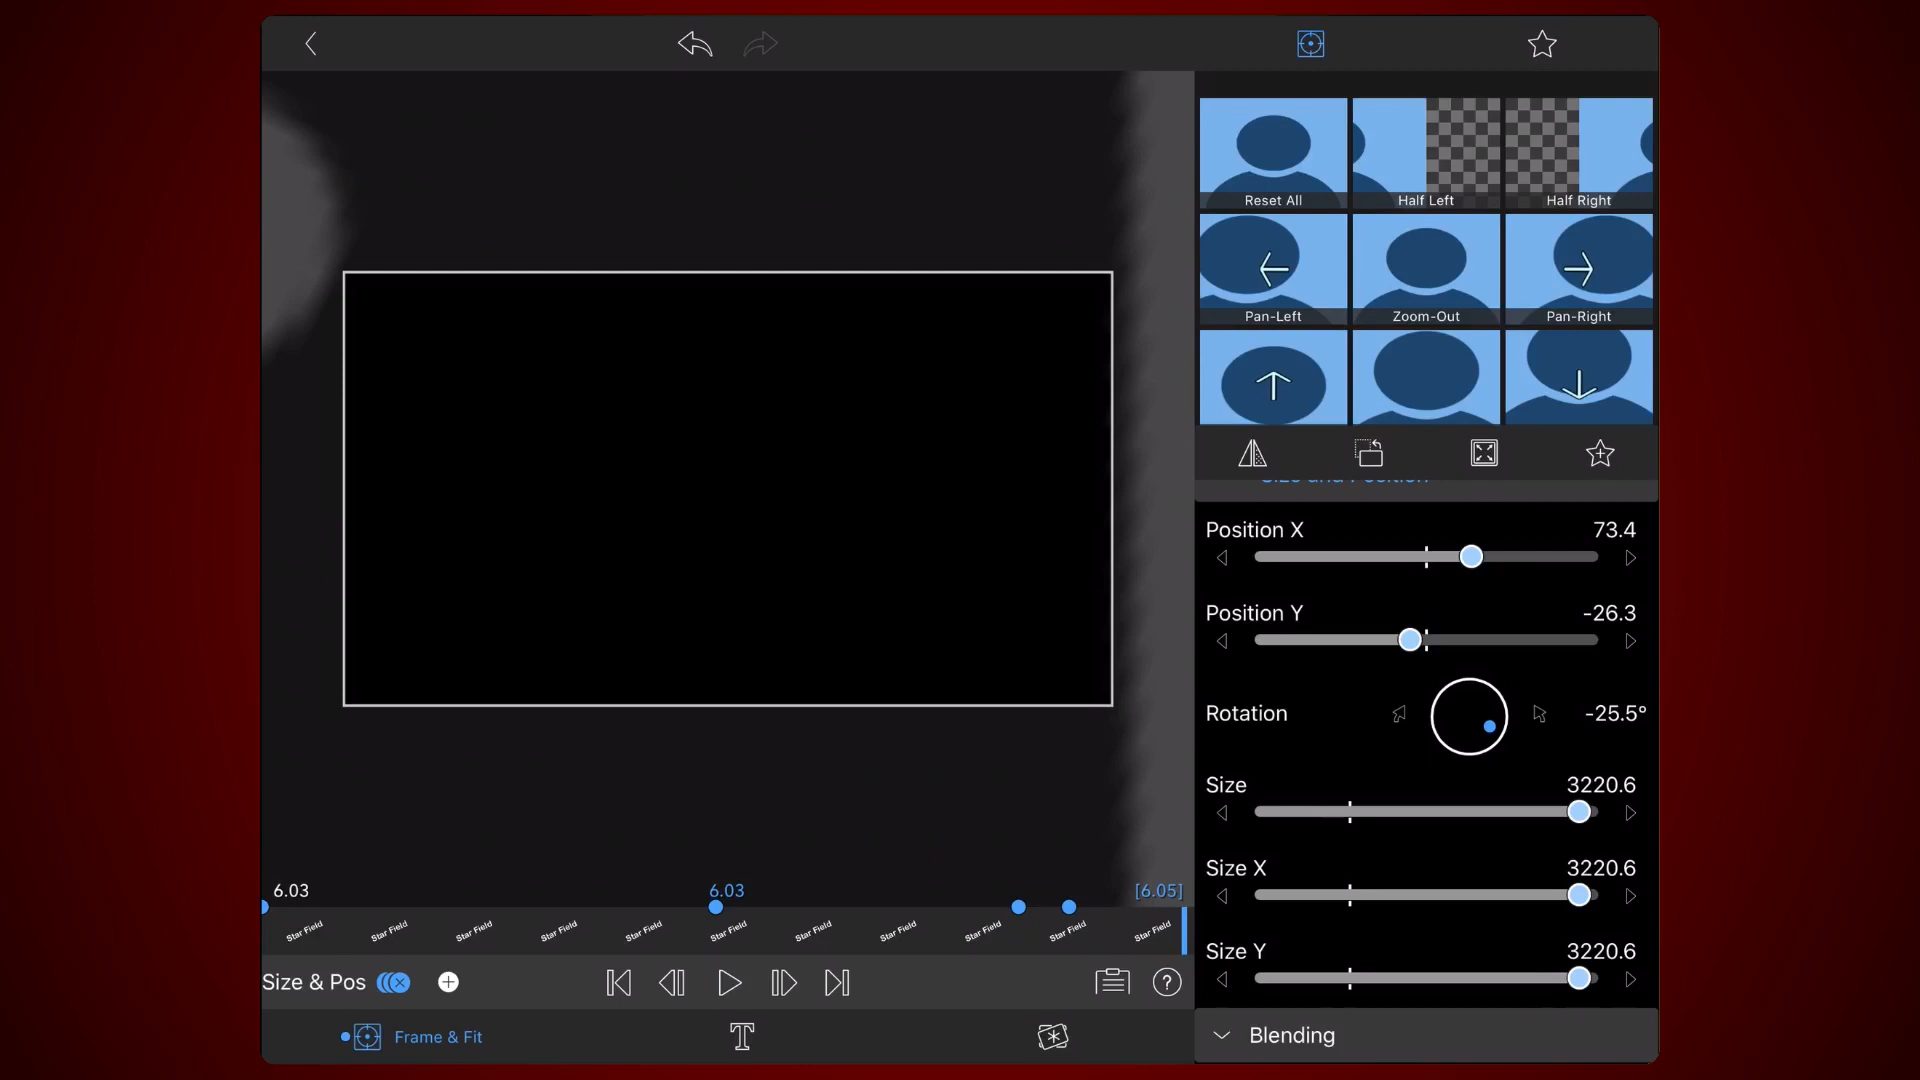 Reset All
Half Left
Half Right
Pan-Left
Zoom-Out
Pan-Right
Size and Position
Position X 73.4
Position Y -26.3
Rotation -25.5°
Size 3220.6
Size X 3220.6
Size Y 3220.6
Blending
6.03
6.03
[6.05]
Star Field
Star Field
Star Field
Star Field
Star Field
Star Field
Star Field
Star Field
Star Field
Star Field
Star Field
Size & Pos
Frame & Fit